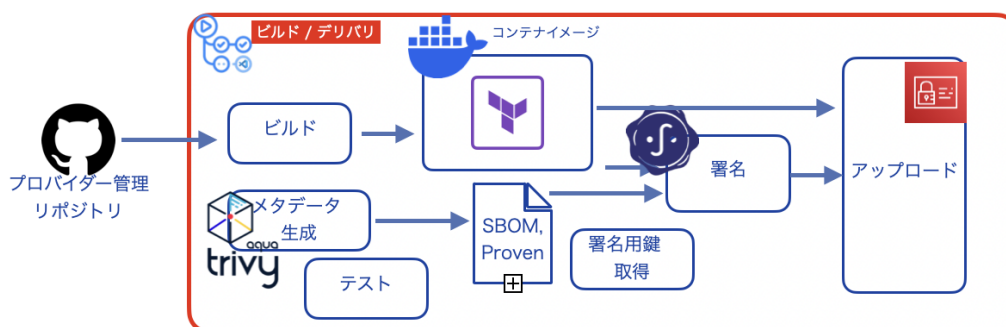 ビルド / デリバリ
コンテナイメージ
ビルド
プロバイダー管理
リポジトリ
署名
アップロード
メタデータ
生成
aqua
trivy
SBOM,
Proven
署名用鍵
取得
テスト